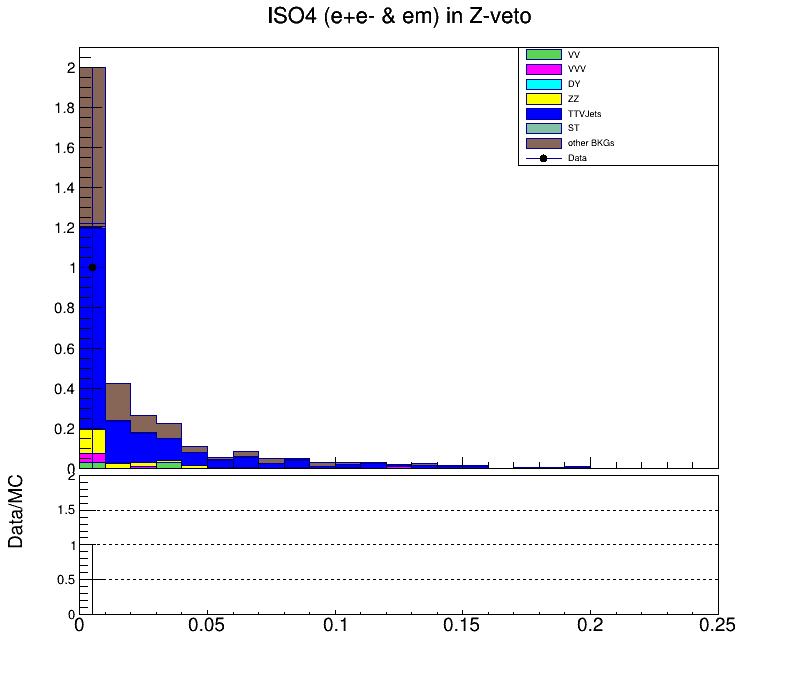 ISO4 (e+e- & em) in Z-veto
VV
VVV
DY
ZZ
TTVJets
ST
other BKGs
Data
2
1.8
1.6
1.4
1.2
1
0.8
0.6
0.4
0.2
0
Data/MC
2
1.5
1
0.5
0
0 0.05 0.1 0.15 0.2 0.25